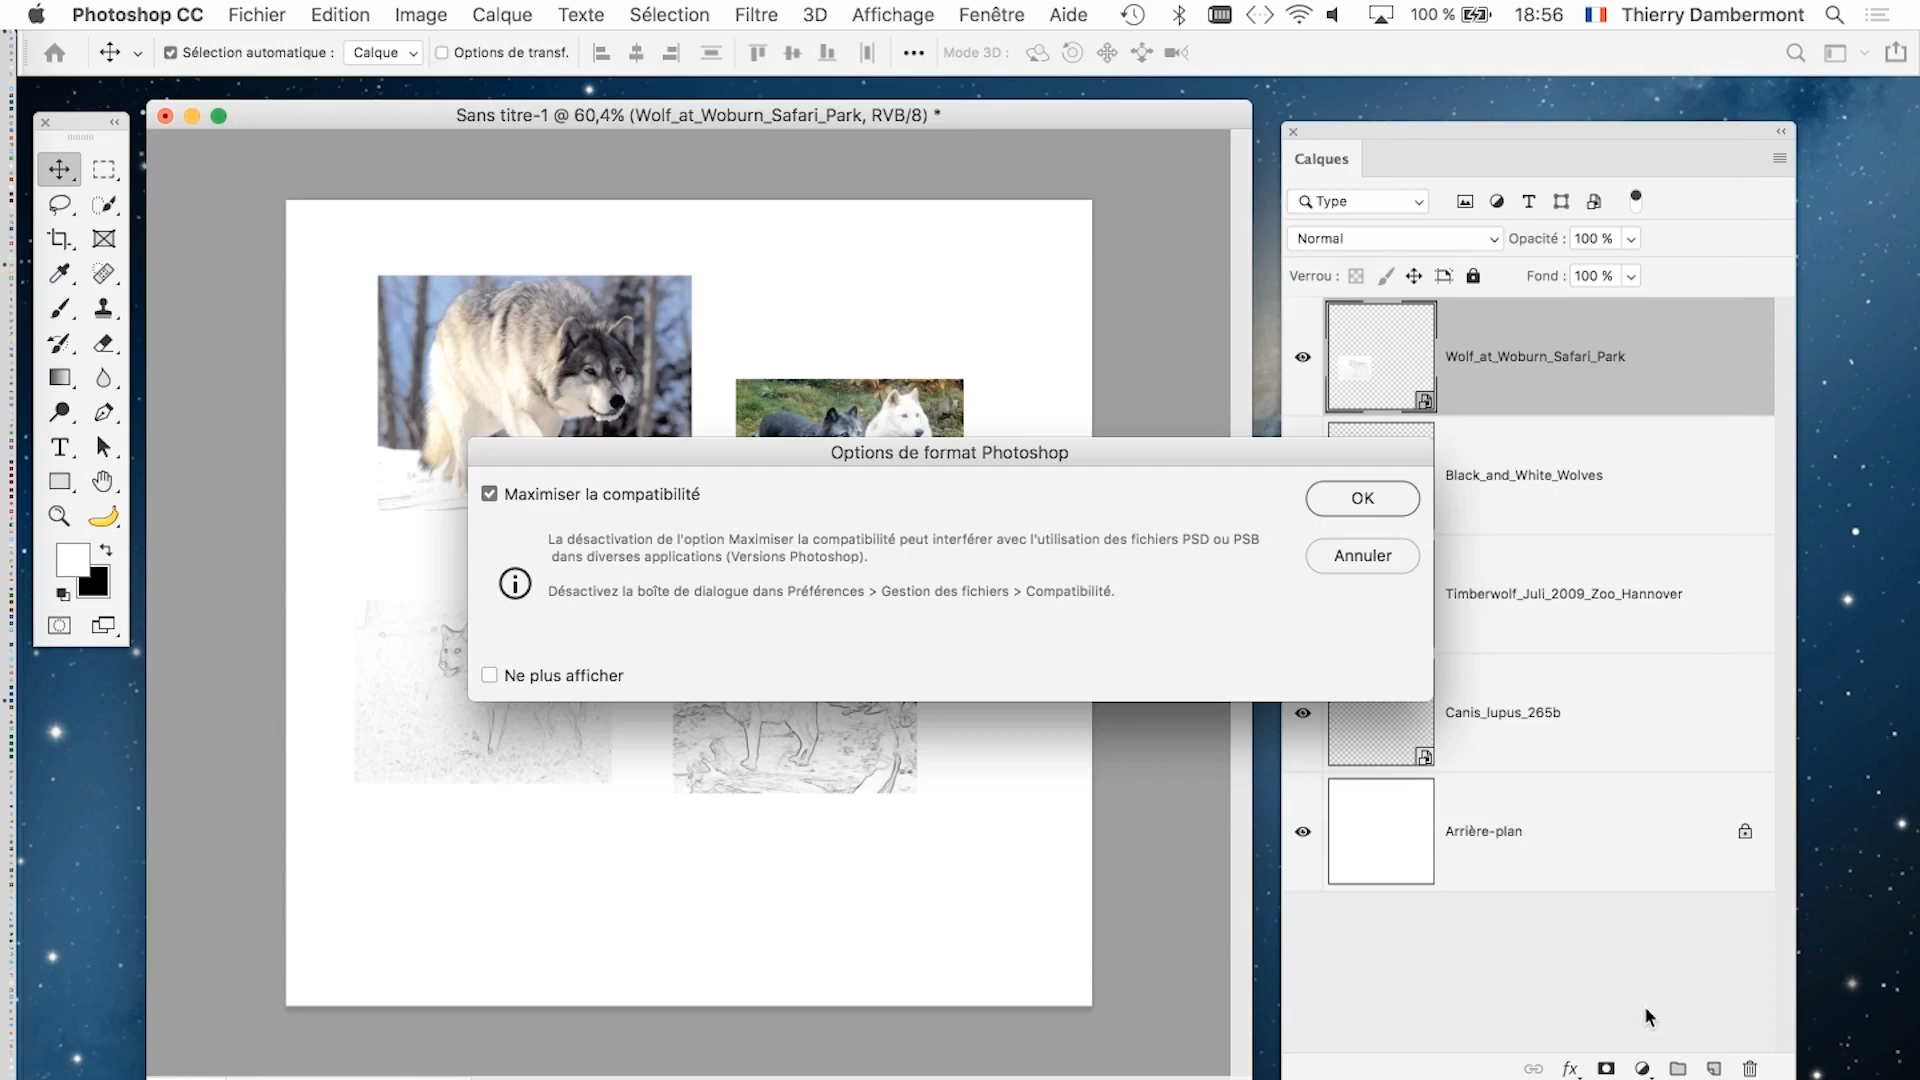 Photoshop CC Fichier Edition Image Calque Texte Sélection Filtre 3D Affichage Fenêtre Aide 100 % 18:56 Thierry Dambermont
Sélection automatique : Calque Options de transf. Mode 3D :
Sans titre-1 @ 60,4% (Wolf_at_Woburn_Safari_Park, RVB/8) *
Calques
Type
Normal Opacité : 100 %
Verrou : Fond : 100 %
Wolf_at_Woburn_Safari_Park
Black_and_White_Wolves
Timberwolf_Juli_2009_Zoo_Hannover
Canis_lupus_265b
Arrière-plan
fx
Options de format Photoshop
Maximiser la compatibilité
La désactivation de l'option Maximiser la compatibilité peut interférer avec l'utilisation des fichiers PSD ou PSB
dans diverses applications (Versions Photoshop).
Désactivez la boîte de dialogue dans Préférences > Gestion des fichiers > Compatibilité.
Ne plus afficher
OK
Annuler